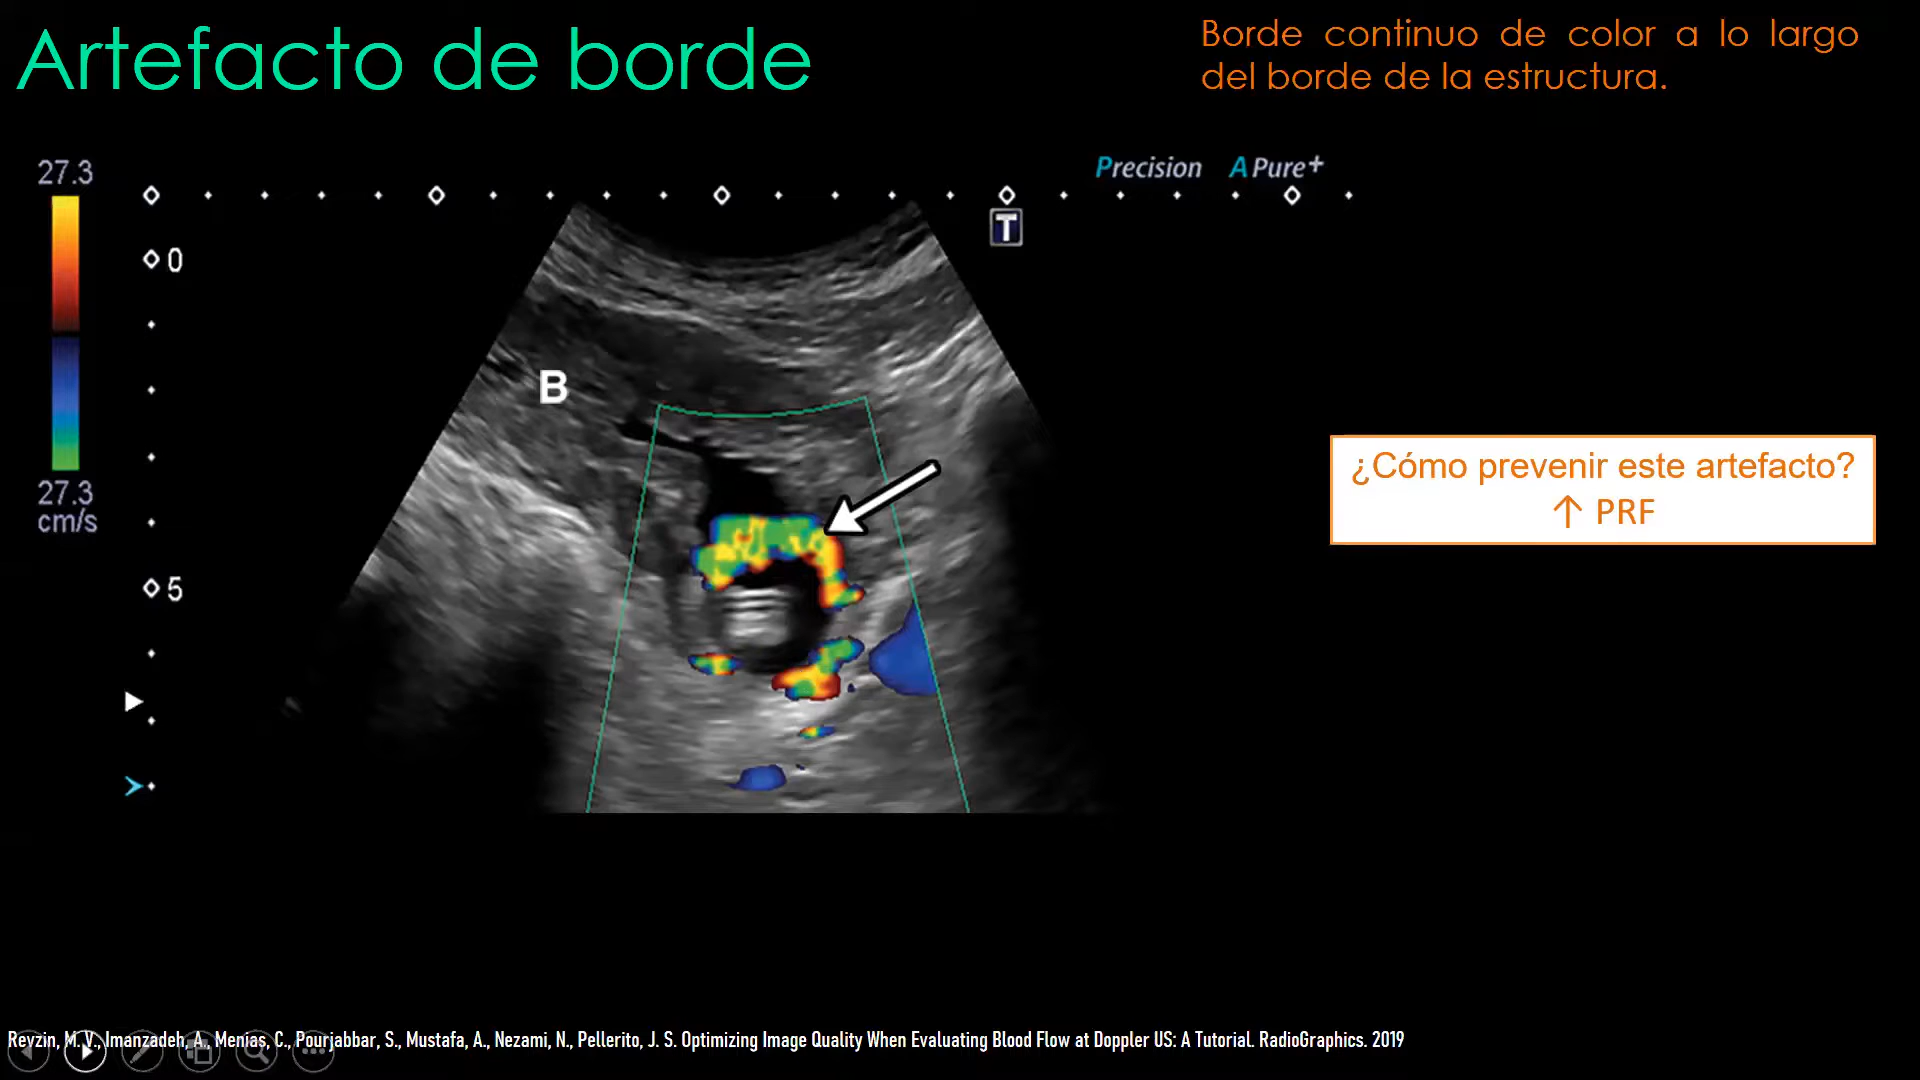 Artefacto de borde
Borde continuo de color a lo largo
del borde de la estructura.
27.3
Precision A Pure+
T
0
B
¿Cómo prevenir este artefacto?
↑ PRF
27.3
cm/s
5
Reyzin, M. V., Imanzadeh, A., Menias, C., Pourjabbar, S., Mustafa, A., Nezami, N., Pellerito, J. S. Optimizing Image Quality When Evaluating Blood Flow at Doppler US: A Tutorial. RadioGraphics. 2019